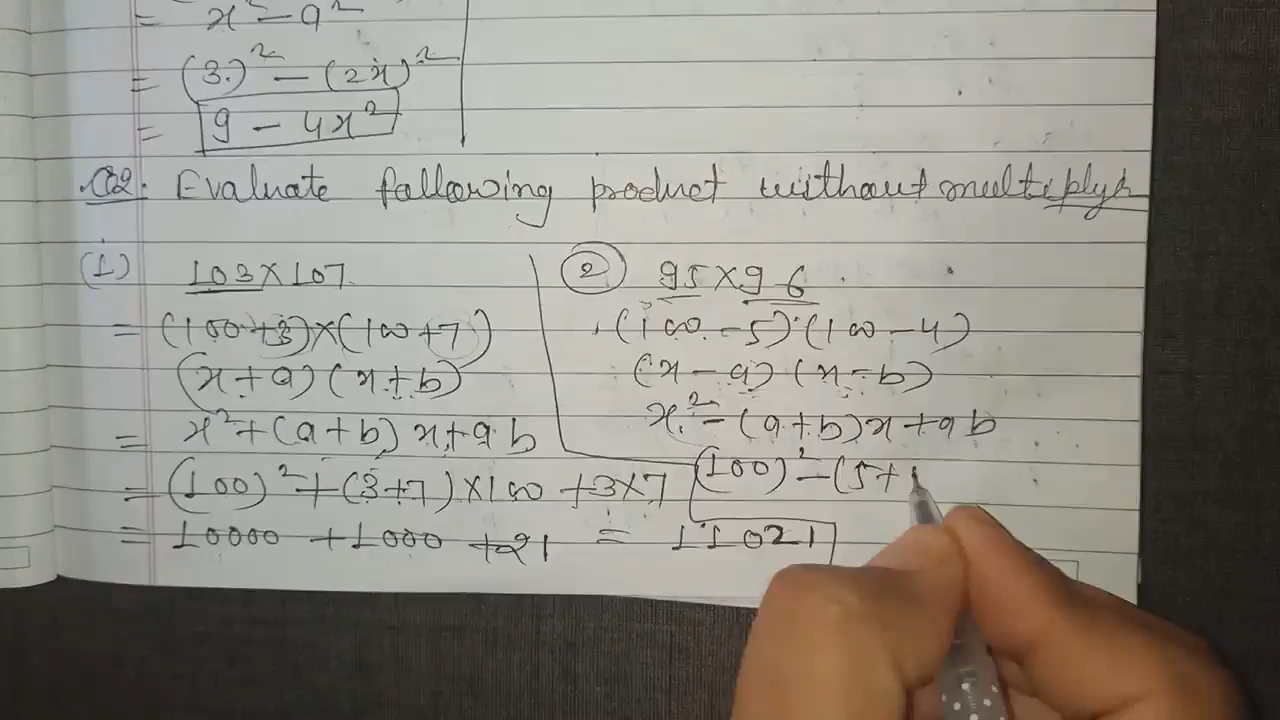 = x² - a²
= (3)² - (2x)²
= 9 - 4x²
Q2. Evaluate following product without multiply
(1) 103 x 107
= (100+3) x (100+7)
(x+a) (x+b)
= x² + (a+b) x + a b
= (100)² + (3+7) x 100 + 3 x 7
= 10000 + 1000 + 21 = 11021
(2) 95 x 96
(100-5) (100-4)
(x-a) (x-b)
x² - (a+b)x + a b
(100)² - (5+